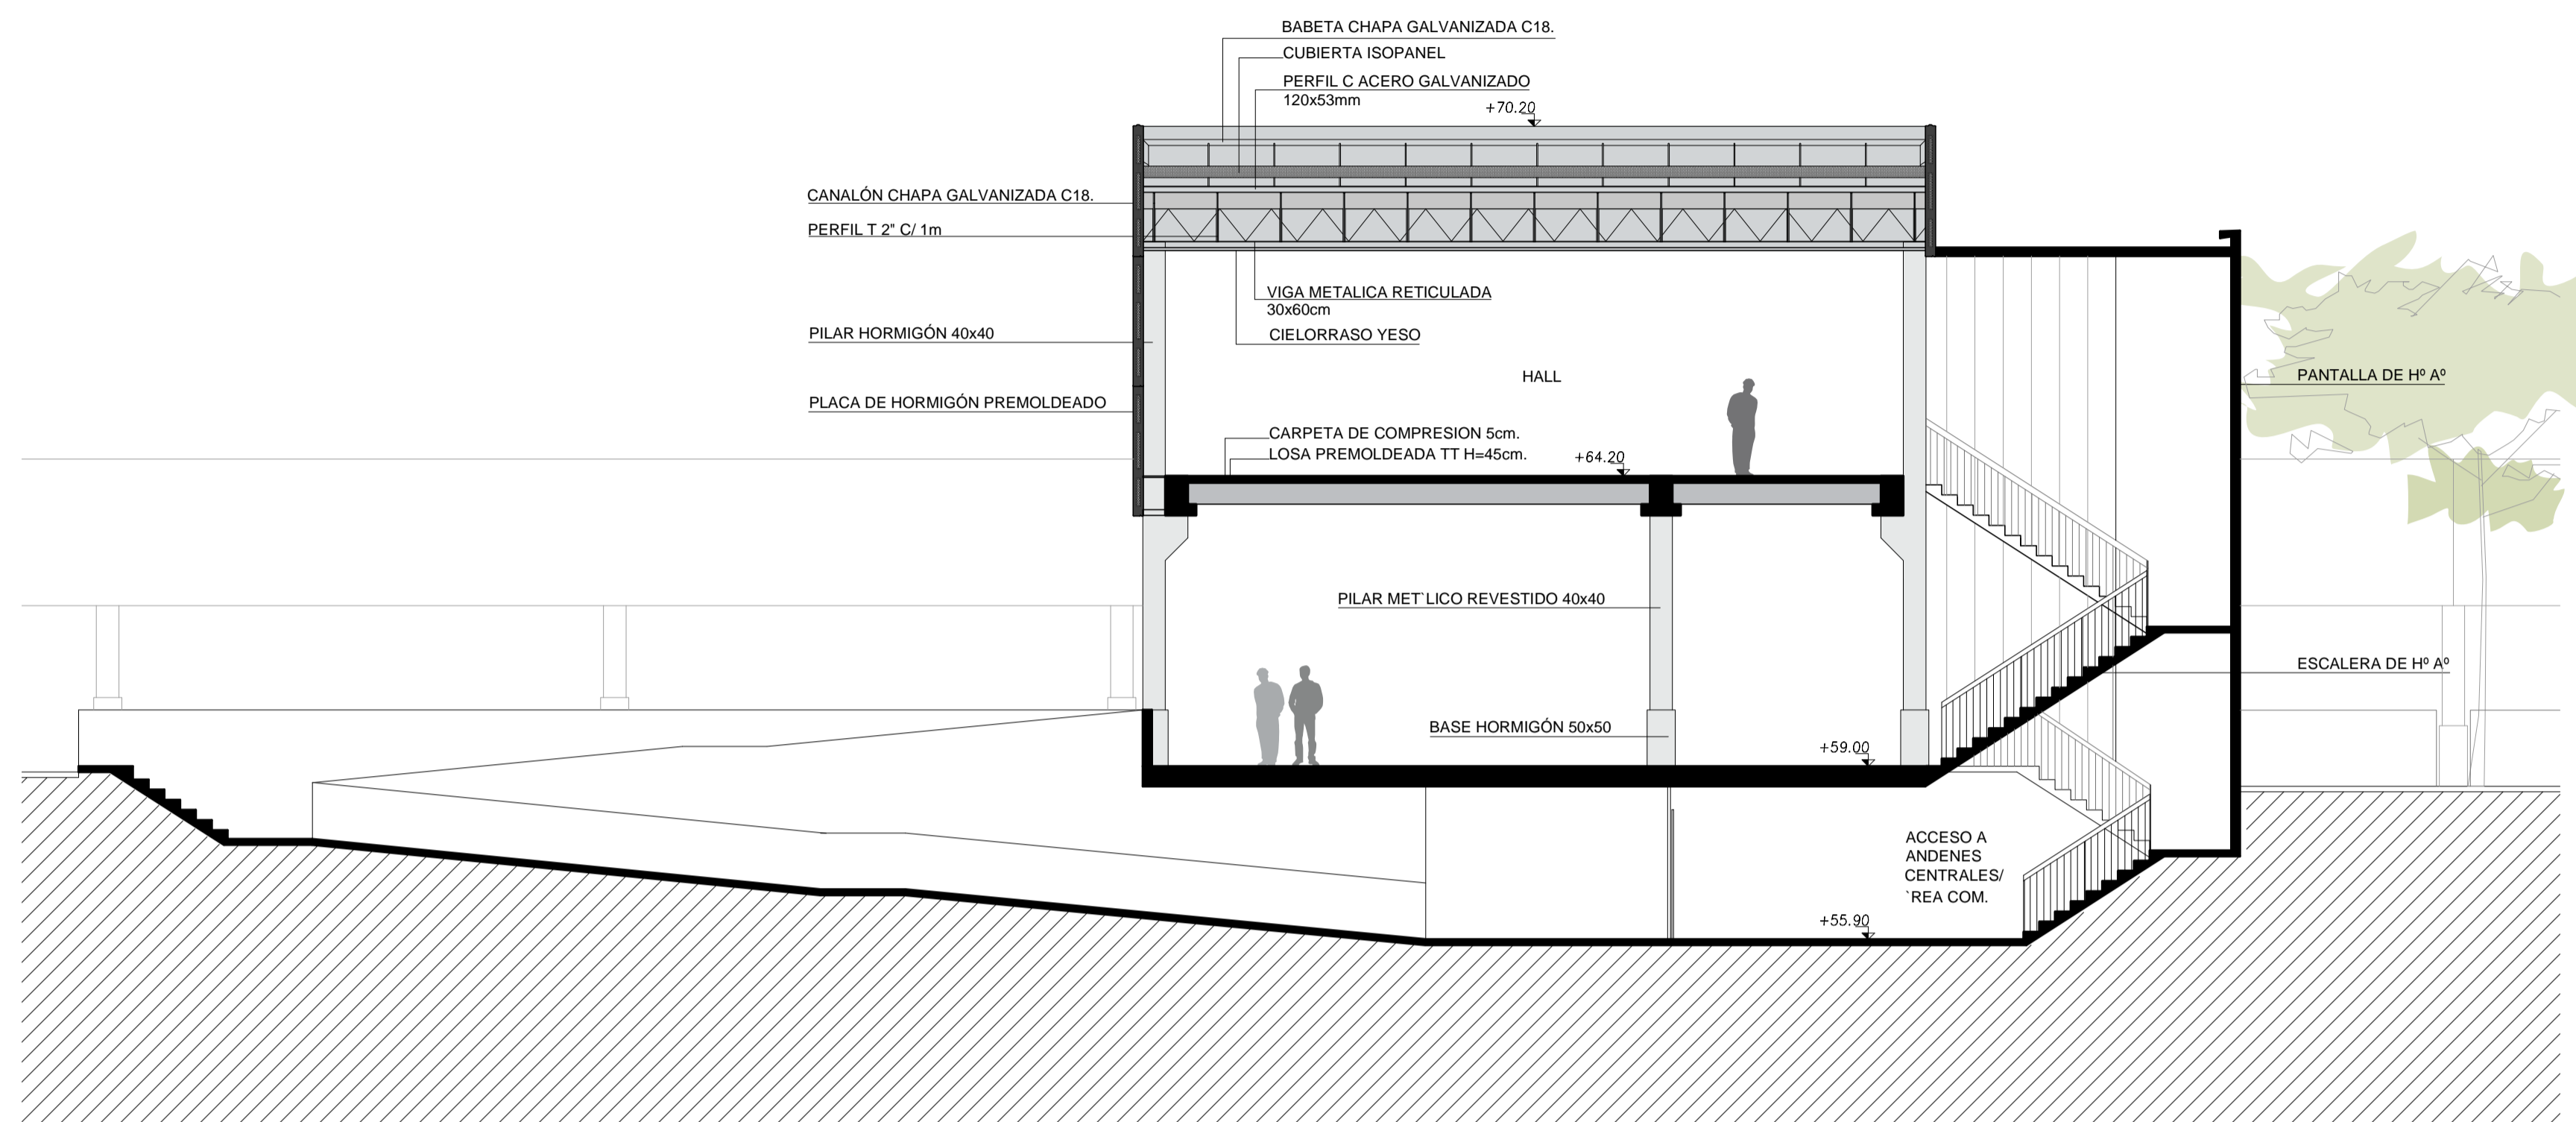 BABETA CHAPA GALVANIZADA C18.
CUBIERTA ISOPANEL
PERFIL C ACERO GALVANIZADO
120x53mm
+70.20
CANALÓN CHAPA GALVANIZADA C18.
PERFIL T 2" C/ 1m
VIGA METALICA RETICULADA
30x60cm
PILAR HORMIGÓN 40x40
CIELORRASO YESO
HALL
PANTALLA DE Hº Aº
PLACA DE HORMIGÓN PREMOLDEADO
CARPETA DE COMPRESION 5cm.
LOSA PREMOLDEADA TT H=45cm.
+64.20
PILAR MET`LICO REVESTIDO 40x40
ESCALERA DE Hº Aº
BASE HORMIGÓN 50x50
+59.00
ACCESO A
ANDENES
CENTRALES/
`REA COM.
+55.90